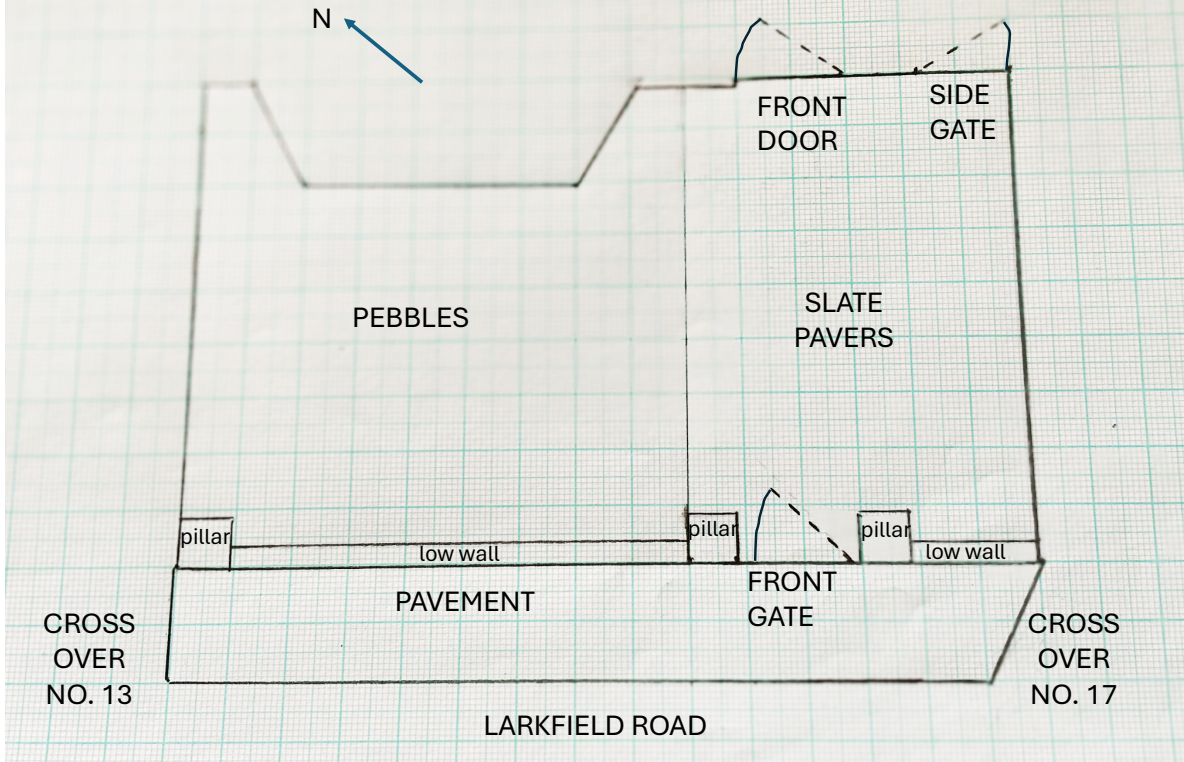 N
FRONT
DOOR
SIDE
GATE
PEBBLES
SLATE
PAVERS
pillar
low wall
pillar
pillar
low wall
FRONT
GATE
PAVEMENT
CROSS
OVER
NO. 13
CROSS
OVER
NO. 17
LARKFIELD ROAD